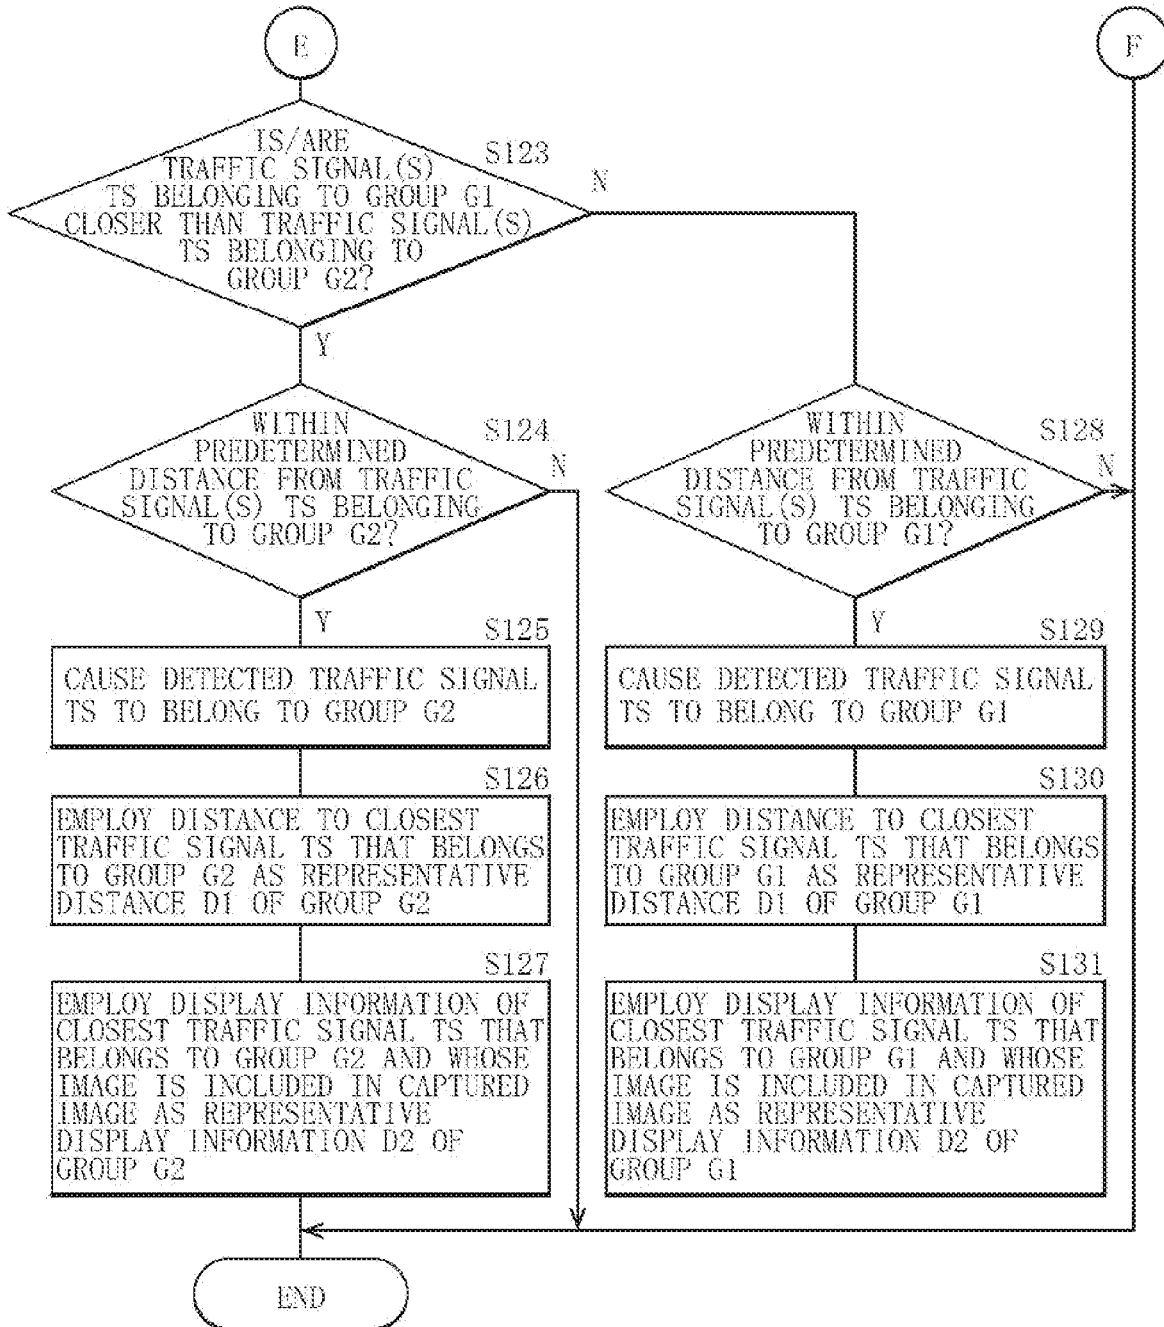 E
F
IS/ARE
TRAFFIC SIGNAL(S)
TS BELONGING TO GROUP G1
CLOSER THAN TRAFFIC SIGNAL(S)
TS BELONGING TO
GROUP G2?
S123
N
Y
WITHIN
PREDETERMINED
DISTANCE FROM TRAFFIC
SIGNAL(S) TS BELONGING
TO GROUP G2?
S124
N
Y
WITHIN
PREDETERMINED
DISTANCE FROM TRAFFIC
SIGNAL(S) TS BELONGING
TO GROUP G1?
S128
N
Y
S125
CAUSE DETECTED TRAFFIC SIGNAL
TS TO BELONG TO GROUP G2
S129
CAUSE DETECTED TRAFFIC SIGNAL
TS TO BELONG TO GROUP G1
S126
EMPLOY DISTANCE TO CLOSEST
TRAFFIC SIGNAL TS THAT BELONGS
TO GROUP G2 AS REPRESENTATIVE
DISTANCE D1 OF GROUP G2
S130
EMPLOY DISTANCE TO CLOSEST
TRAFFIC SIGNAL TS THAT BELONGS
TO GROUP G1 AS REPRESENTATIVE
DISTANCE D1 OF GROUP G1
S127
EMPLOY DISPLAY INFORMATION OF
CLOSEST TRAFFIC SIGNAL TS THAT
BELONGS TO GROUP G2 AND WHOSE
IMAGE IS INCLUDED IN CAPTURED
IMAGE AS REPRESENTATIVE
DISPLAY INFORMATION D2 OF
GROUP G2
S131
EMPLOY DISPLAY INFORMATION OF
CLOSEST TRAFFIC SIGNAL TS THAT
BELONGS TO GROUP G1 AND WHOSE
IMAGE IS INCLUDED IN CAPTURED
IMAGE AS REPRESENTATIVE
DISPLAY INFORMATION D2 OF
GROUP G1
END